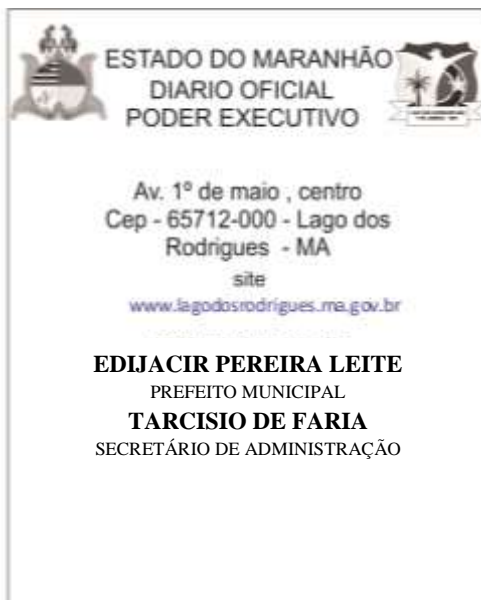 ESTADO DO MARANHÃO
DIARIO OFICIAL
PODER EXECUTIVO
Av. 1º de maio , centro
Cep - 65712-000 - Lago dos
Rodrigues - MA
site
www.lagodosrodrigues.ma.gov.br
EDIJACIR PEREIRA LEITE
PREFEITO MUNICIPAL
TARCISIO DE FARIA
SECRETÁRIO DE ADMINISTRAÇÃO